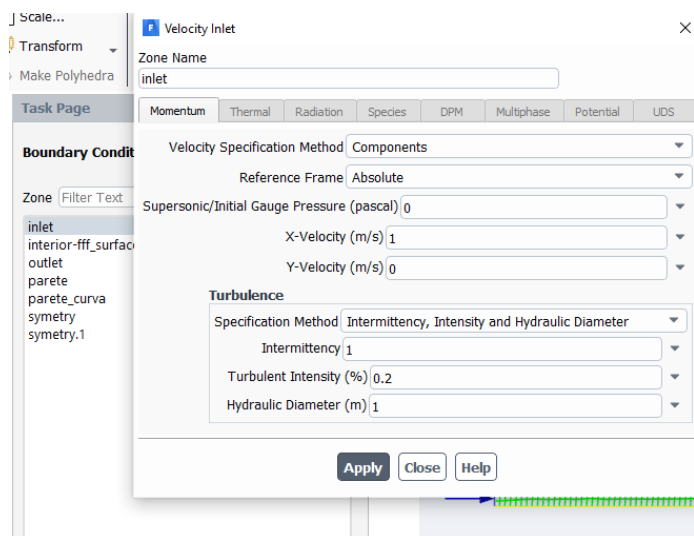 Scale...
Transform
Make Polyhedra
Task Page
Boundary Condit
Zone Filter Text
inlet
interior-fff_surfac
outlet
parete
parete_curva
symetry
symetry.1
Velocity Inlet
Zone Name
inlet
Momentum Thermal Radiation Species DPM Multiphase Potential UDS
Velocity Specification Method Components
Reference Frame Absolute
Supersonic/Initial Gauge Pressure (pascal) 0
X-Velocity (m/s) 1
Y-Velocity (m/s) 0
Turbulence
Specification Method Intermittency, Intensity and Hydraulic Diameter
Intermittency 1
Turbulent Intensity (%) 0.2
Hydraulic Diameter (m) 1
Apply Close Help